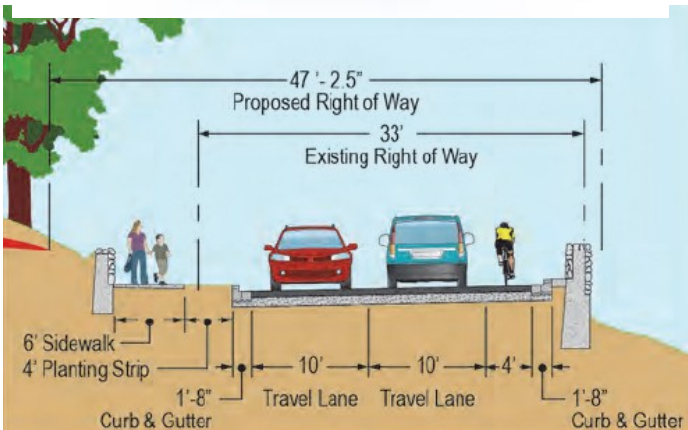 47 '- 2.5"
Proposed Right of Way
33'
Existing Right of Way
6' Sidewalk
4' Planting Strip
10'
10'
4'
1'-8"
Curb & Gutter
Travel Lane
Travel Lane
1'-8"
Curb & Gutter